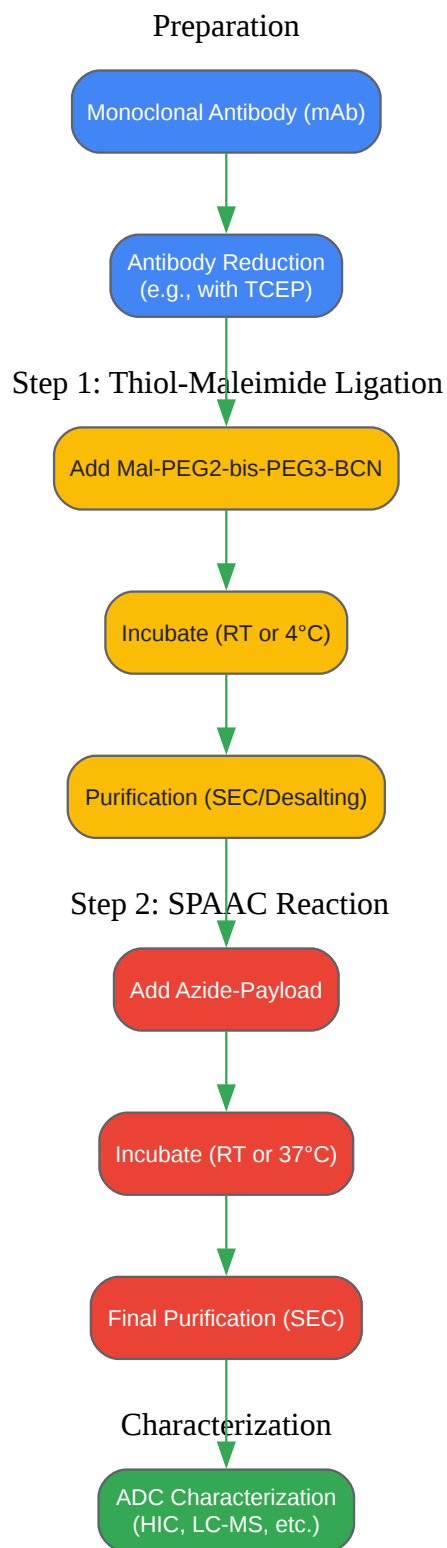 Preparation
Monoclonal Antibody (mAb)
Antibody Reduction
(e.g., with TCEP)
Step 1: Thiol-Maleimide Ligation
Add Mal-PEG2-bis-PEG3-BCN
Incubate (RT or 4°C)
Purification (SEC/Desalting)
Step 2: SPAAC Reaction
Add Azide-Payload
Incubate (RT or 37°C)
Final Purification (SEC)
Characterization
ADC Characterization
(HIC, LC-MS, etc.)